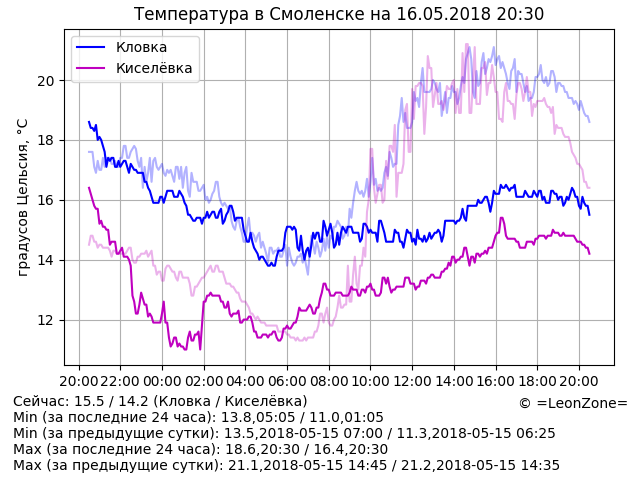 Температура в Смоленске на 16.05.2018 20:30
Кловка
Киселёвка
градусов Цельсия, °C
20
18
16
14
12
20:00 22:00 00:00 02:00 04:00 06:00 08:00 10:00 12:00 14:00 16:00 18:00 20:00
Сейчас: 15.5 / 14.2 (Кловка / Киселёвка)
© =LeonZone=
Min (за последние 24 часа): 13.8,05:05 / 11.0,01:05
Min (за предыдущие сутки): 13.5,2018-05-15 07:00 / 11.3,2018-05-15 06:25
Max (за последние 24 часа): 18.6,20:30 / 16.4,20:30
Max (за предыдущие сутки): 21.1,2018-05-15 14:45 / 21.2,2018-05-15 14:35